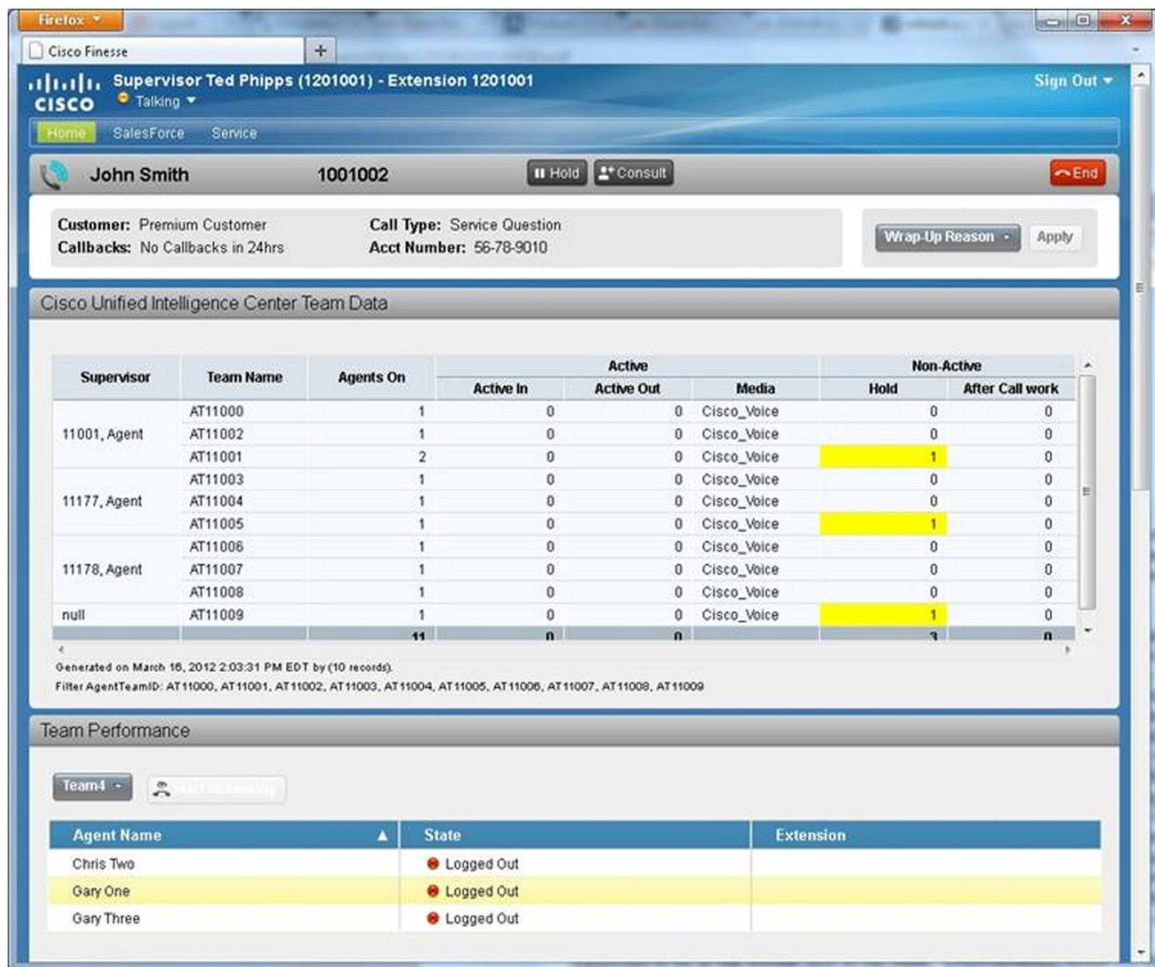 Firefox
Cisco Finesse
+
CISCO
Supervisor Ted Phipps (1201001) - Extension 1201001
Talking
Sign Out
Home SalesForce Service
John Smith 1001002 Hold Consult End
Customer: Premium Customer Call Type: Service Question
Callbacks: No Callbacks in 24hrs Acct Number: 56-78-9010
Wrap-Up Reason Apply
Cisco Unified Intelligence Center Team Data
Supervisor Team Name Agents On Active Non-Active
Active In Active Out Media Hold After Call work
AT11000 1 0 0 Cisco_Voice 0 0
11001, Agent AT11002 1 0 0 Cisco_Voice 0 0
AT11001 2 0 0 Cisco_Voice 1 0
AT11003 1 0 0 Cisco_Voice 0 0
11177, Agent AT11004 1 0 0 Cisco_Voice 0 0
AT11005 1 0 0 Cisco_Voice 1 0
AT11006 1 0 0 Cisco_Voice 0 0
11178, Agent AT11007 1 0 0 Cisco_Voice 0 0
AT11008 1 0 0 Cisco_Voice 0 0
null AT11009 1 0 0 Cisco_Voice 1 0
11 0 0 3 0
Generated on March 16, 2012 2:03:31 PM EDT by (10 records).
Filter AgentTeamID: AT11000, AT11001, AT11002, AT11003, AT11004, AT11005, AT11006, AT11007, AT11008, AT11009
Team Performance
Team4
Agent Name State Extension
Chris Two Logged Out
Gary One Logged Out
Gary Three Logged Out